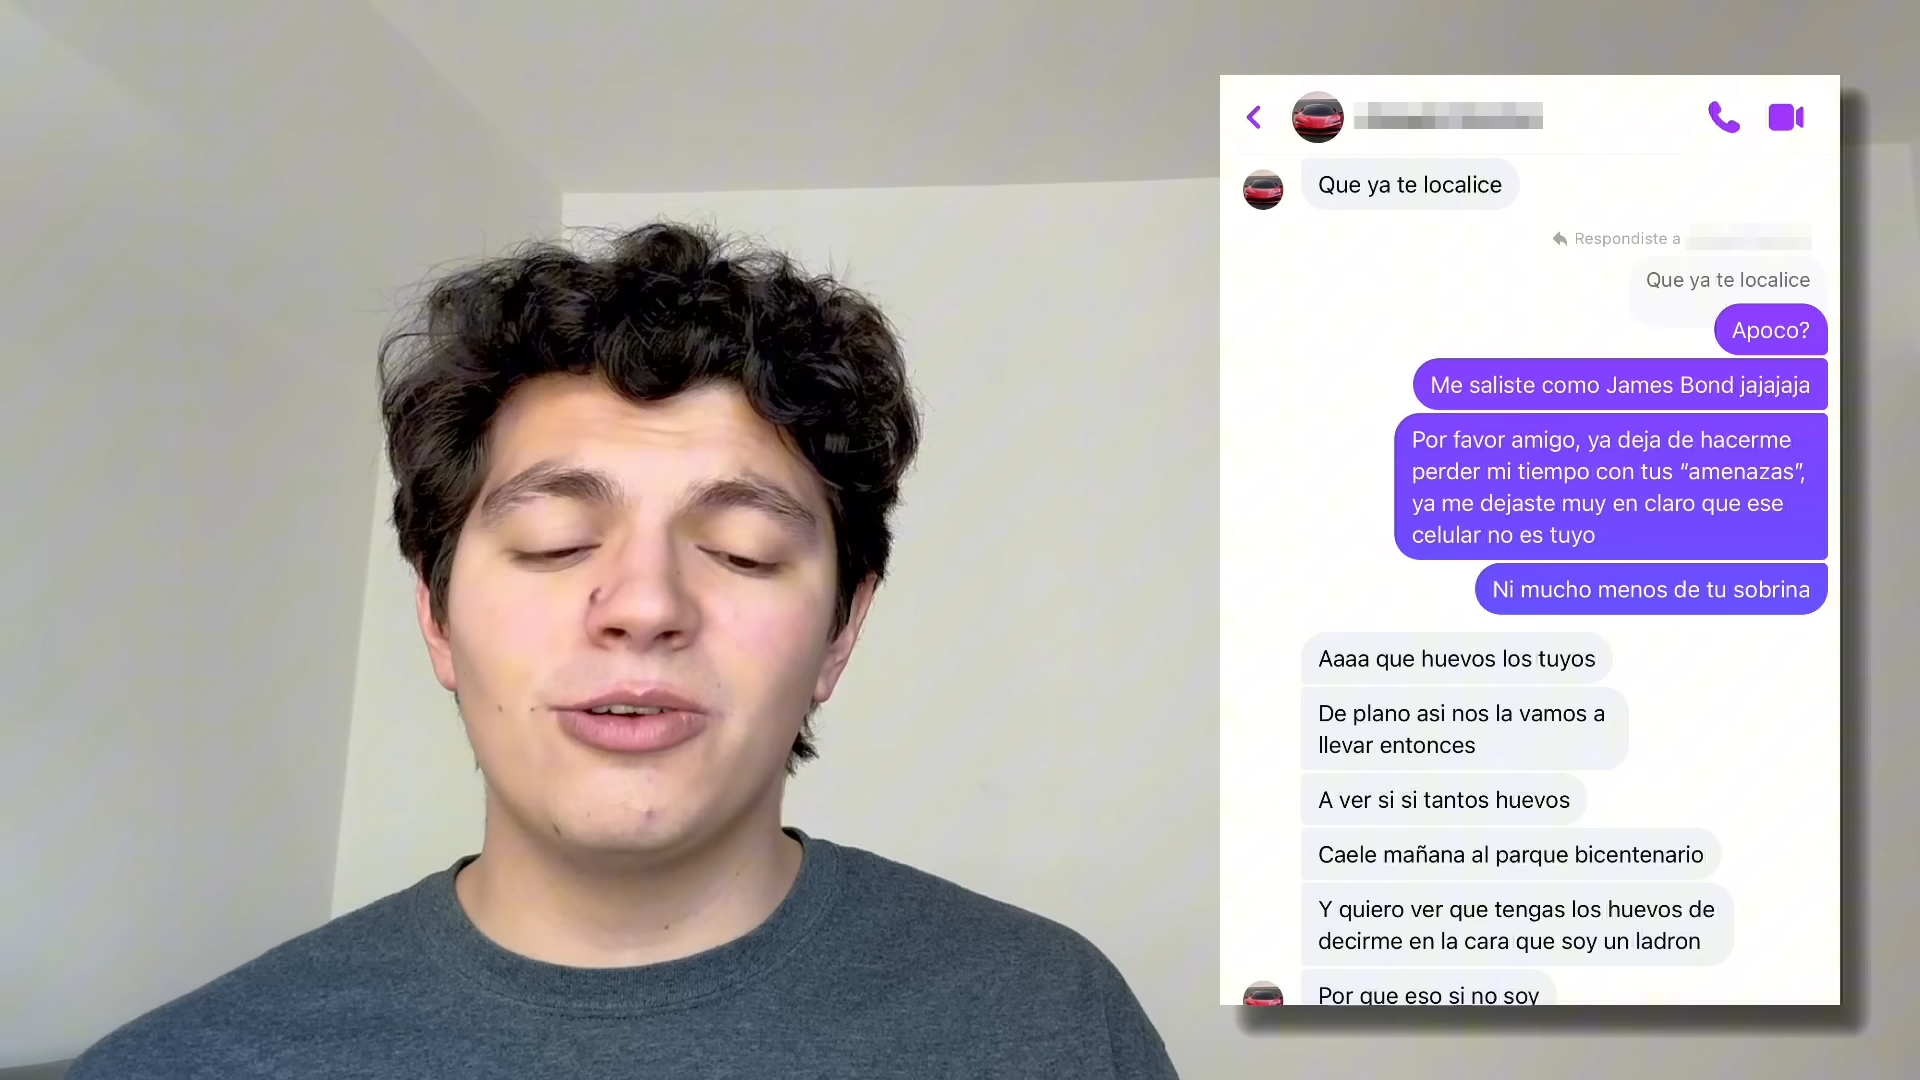 Que ya te localice
Respondiste a
Que ya te localice
Apoco?
Me saliste como James Bond jajajaja
Por favor amigo, ya deja de hacerme
perder mi tiempo con tus “amenazas”,
ya me dejaste muy en claro que ese
celular no es tuyo
Ni mucho menos de tu sobrina
Aaaa que huevos los tuyos
De plano asi nos la vamos a
llevar entonces
A ver si si tantos huevos
Caele mañana al parque bicentenario
Y quiero ver que tengas los huevos de
decirme en la cara que soy un ladron
Por que eso si no soy